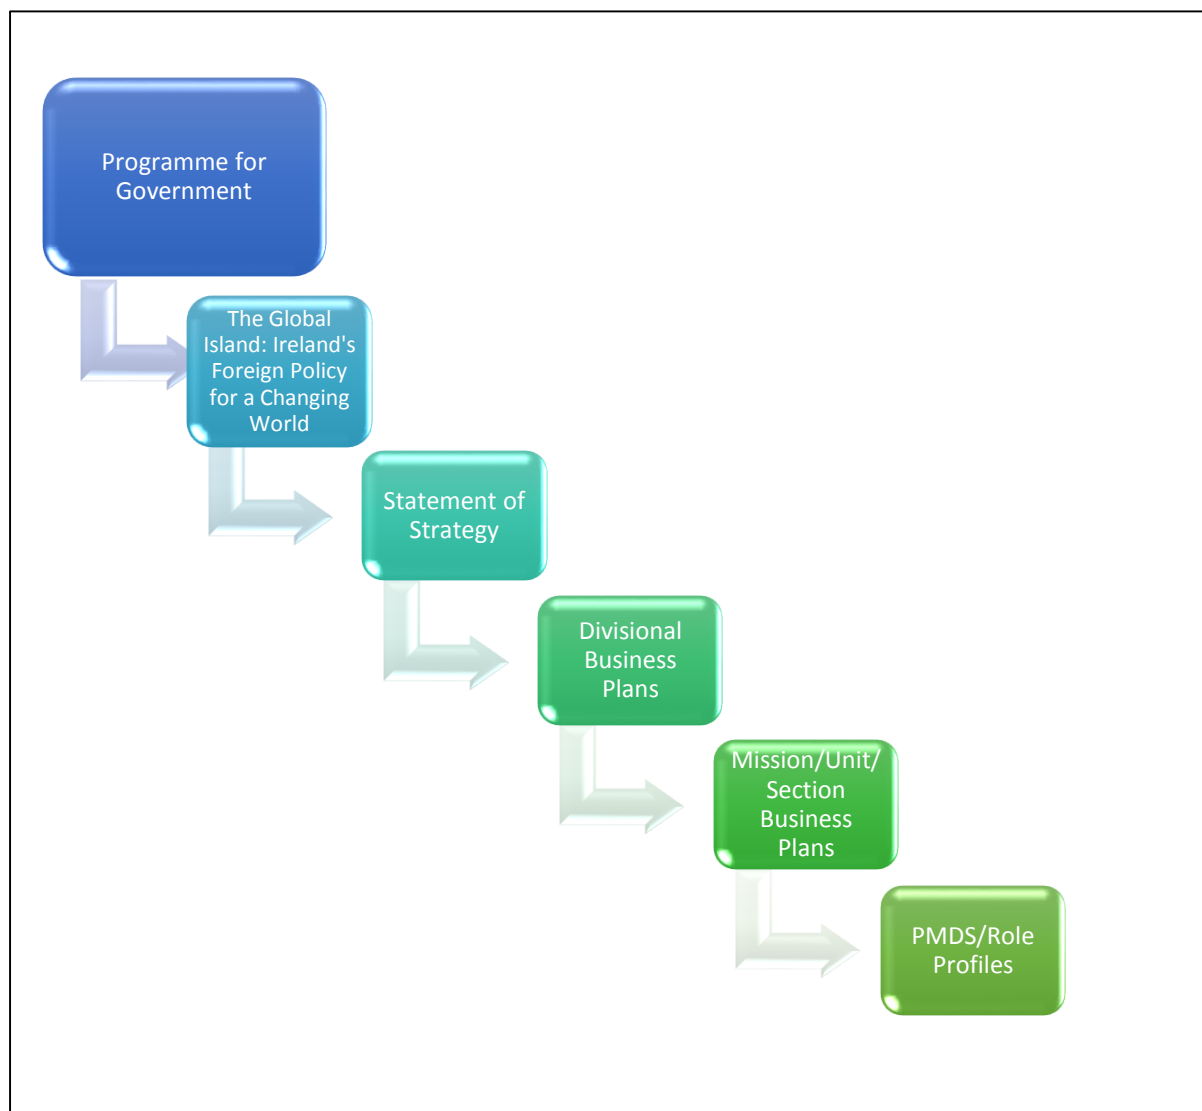 Programme for
Government
The Global
Island: Ireland's
Foreign Policy
for a Changing
World
Statement of
Strategy
Divisional
Business
Plans
Mission/Unit/
Section
Business
Plans
PMDS/Role
Profiles